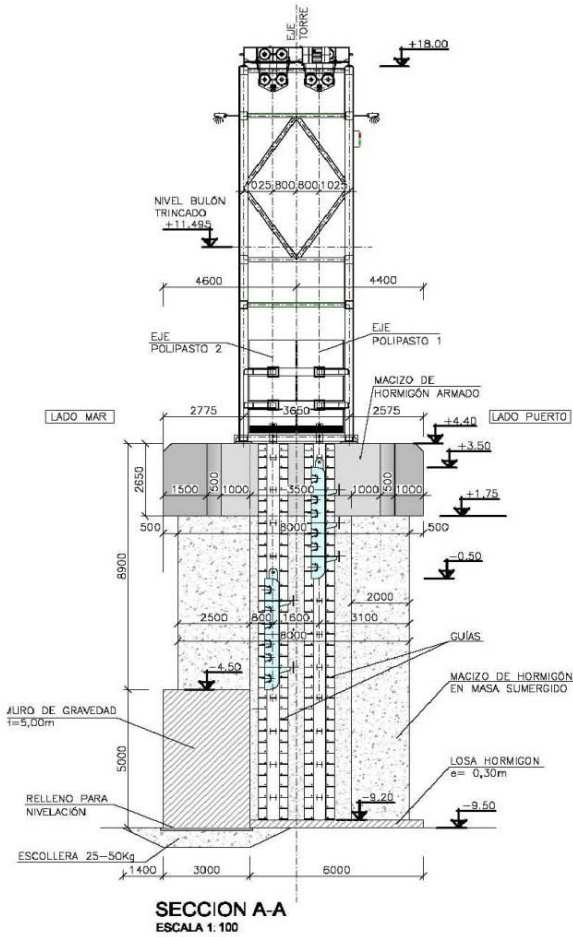 EJE
TORRE
+18.00
1025 800 800 1025
NIVEL BULÓN
TRINCADO
+11.495
4600 4400
EJE
POLIPASTO 2
EJE
POLIPASTO 1
MACIZO DE
HORMIGÓN ARMADO
LADO MAR
LADO PUERTO
2775 3650 2575
+4.40
+3.50
2650
1500 500 1000 3500 1000 500 1000
+1.75
500 8000 500
8900
-0.50
2000
2500 800 1600 3100
8000
GUÍAS
-4.50
MACIZO DE HORMIGÓN
EN MASA SUMERGIDO
MURO DE GRAVEDAD
H=5,00m
5000
LOSA HORMIGON
e= 0,30m
RELLENO PARA
NIVELACIÓN
-9.20
-9.50
ESCOLLERA 25-50Kg
1400 3000 6000
SECCION A-A
ESCALA 1:100